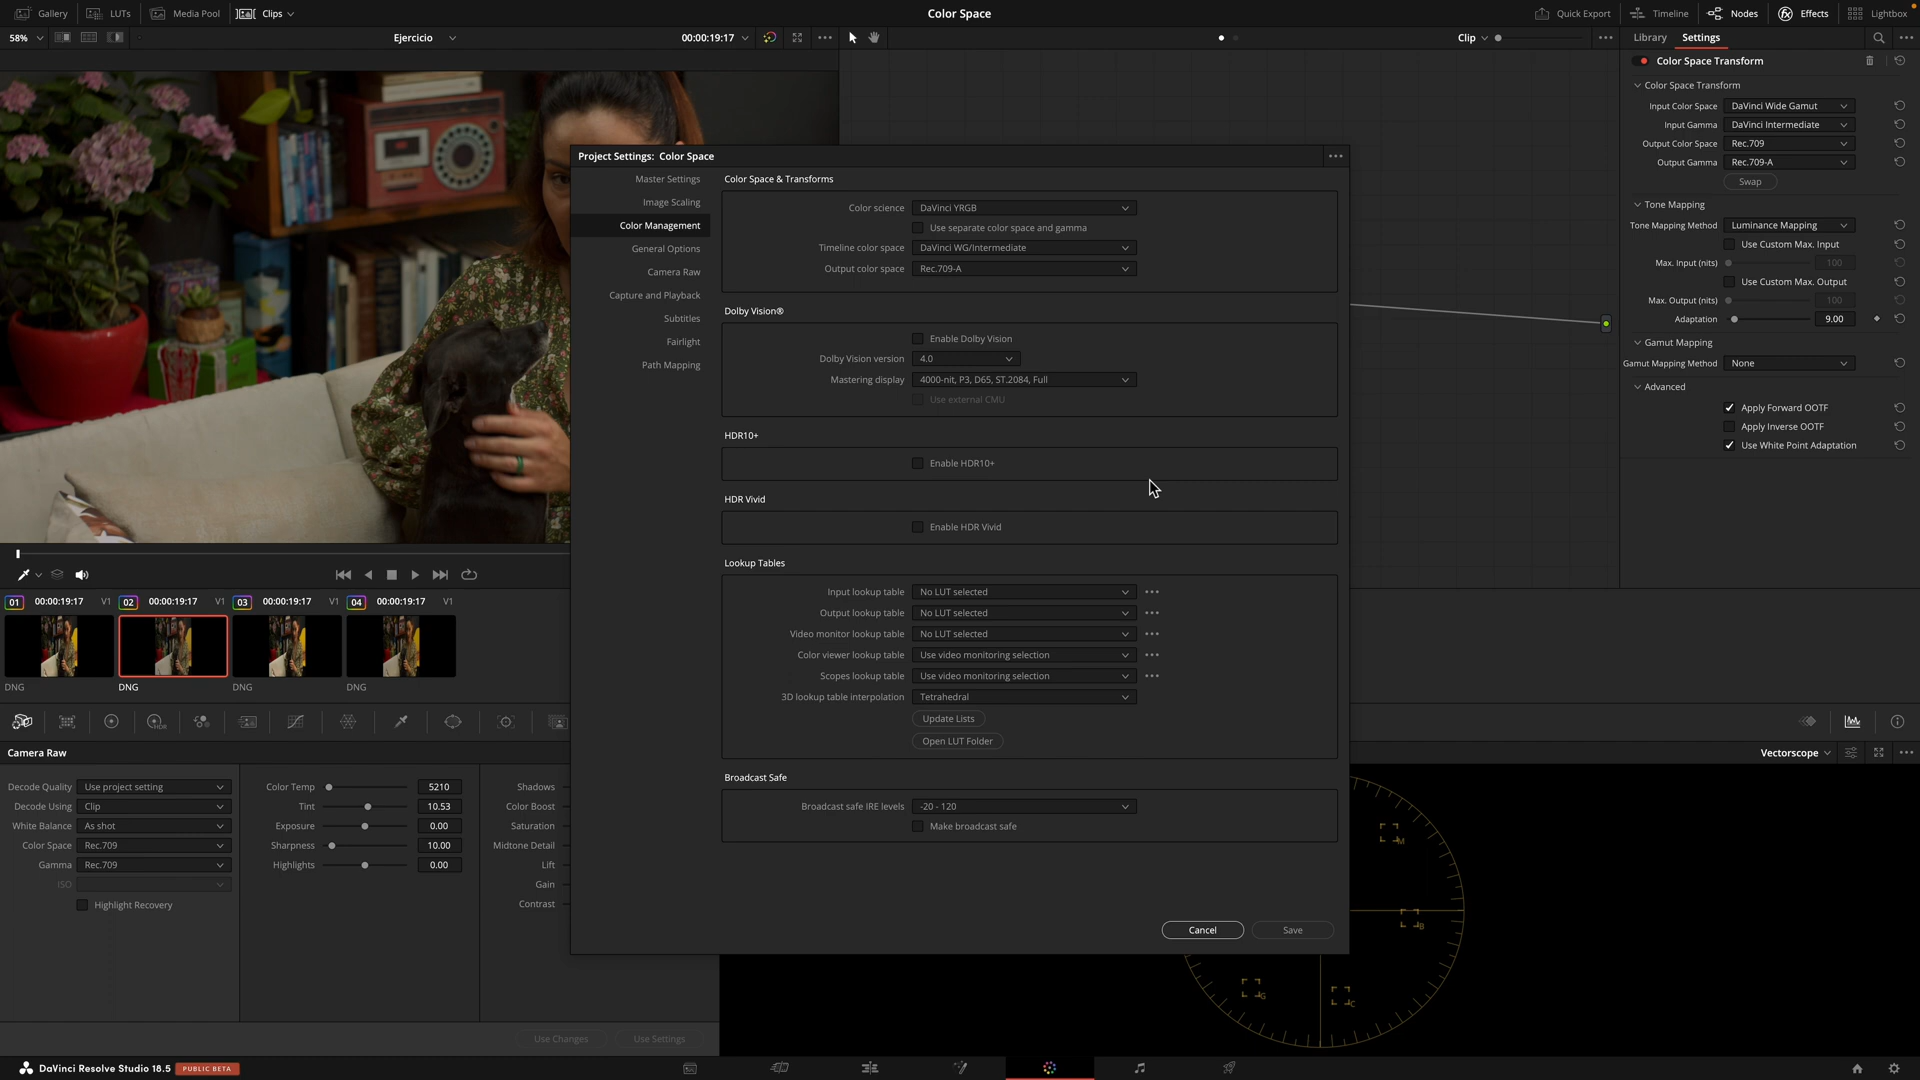 Gallery LUTs Media Pool Clips Color Space Quick Export Timeline Nodes Effects Lightbox
58% Ejercicio 00:00:19:17 Clip Library Settings
Color Space Transform
Color Space Transform
Input Color Space DaVinci Wide Gamut
Input Gamma DaVinci Intermediate
Output Color Space Rec.709
Output Gamma Rec.709-A
Swap
Tone Mapping
Tone Mapping Method Luminance Mapping
Use Custom Max. Input
Max. Input (nits) 100
Use Custom Max. Output
Max. Output (nits) 100
Adaptation 9.00
Gamut Mapping
Gamut Mapping Method None
Advanced
Apply Forward OOTF
Apply Inverse OOTF
Use White Point Adaptation
Project Settings: Color Space
Master Settings
Image Scaling
Color Management
General Options
Camera Raw
Capture and Playback
Subtitles
Fairlight
Path Mapping
Color Space & Transforms
Color science DaVinci YRGB
Use separate color space and gamma
Timeline color space DaVinci WG/Intermediate
Output color space Rec.709-A
Dolby Vision®
Enable Dolby Vision
Dolby Vision version 4.0
Mastering display 4000-nit, P3, D65, ST.2084, Full
Use external CMU
HDR10+
Enable HDR10+
HDR Vivid
Enable HDR Vivid
Lookup Tables
Input lookup table No LUT selected
Output lookup table No LUT selected
Video monitor lookup table No LUT selected
Color viewer lookup table Use video monitoring selection
Scopes lookup table Use video monitoring selection
3D lookup table interpolation Tetrahedral
Update Lists
Open LUT Folder
Broadcast Safe
Broadcast safe IRE levels -20 - 120
Make broadcast safe
Cancel Save
01 00:00:19:17 V1 02 00:00:19:17 V1 03 00:00:19:17 V1 04 00:00:19:17 V1
DNG DNG DNG DNG
Camera Raw
Decode Quality Use project setting
Decode Using Clip
White Balance As shot
Color Space Rec.709
Gamma Rec.709
ISO
Highlight Recovery
Color Temp 5210
Tint 10.53
Exposure 0.00
Sharpness 10.00
Highlights 0.00
Shadows
Color Boost
Saturation
Midtone Detail
Lift
Gain
Contrast
Use Changes Use Settings
Vectorscope
M
B
G
C
DaVinci Resolve Studio 18.5 PUBLIC BETA